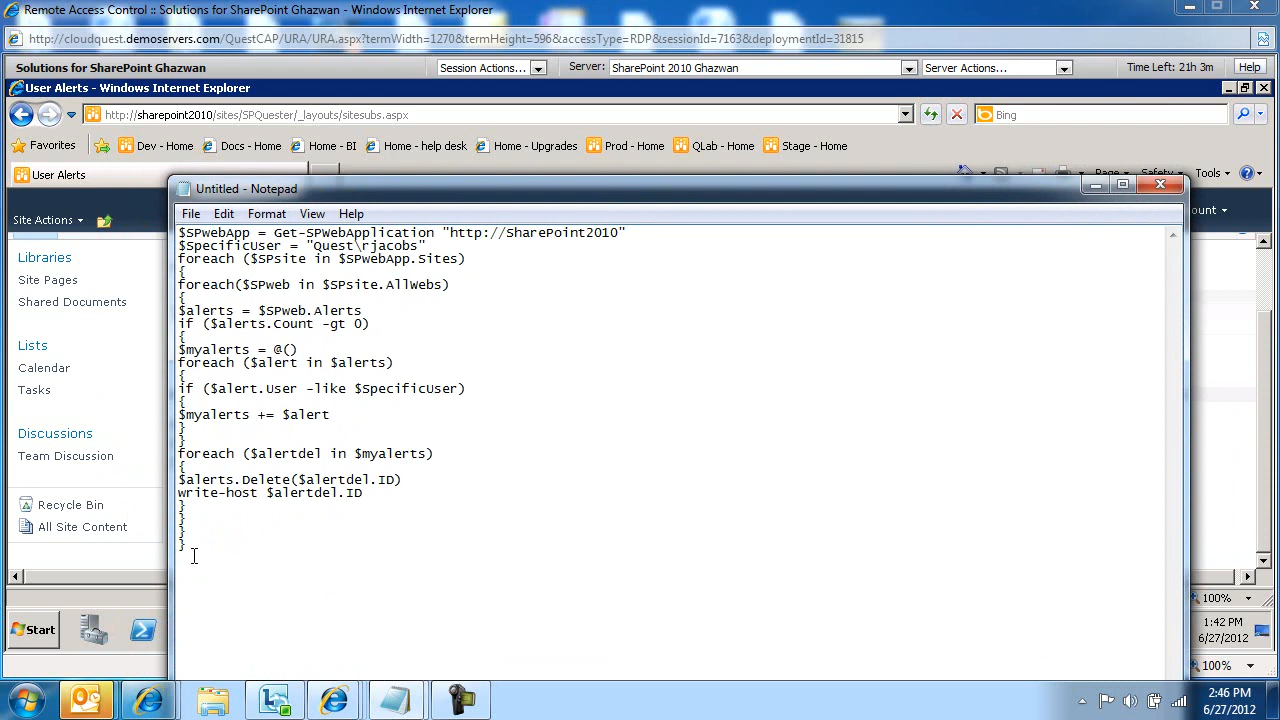 Remote Access Control :: Solutions for SharePoint Ghazwan - Windows Internet Explorer
http://cloudquest.demoservers.com/QuestCAP/URA/URA.aspx?termWidth=1270&termHeight=596&accessType=RDP&sessionId=7163&deploymentId=31815
Solutions for SharePoint Ghazwan Session Actions... Server: SharePoint 2010 Ghazwan Server Actions... Time Left: 21h 3m Help
User Alerts - Windows Internet Explorer
http://sharepoint2010/sites/SPQuest/_layouts/sitesubs.aspx Bing
Favorites Dev - Home Docs - Home Home - BI Home - help desk Home - Upgrades Prod - Home QLab - Home Stage - Home
User Alerts Page Safety Tools
Untitled - Notepad
Site Actions ount
File Edit Format View Help
$SPwebApp = Get-SPWebApplication "http://SharePoint2010"
$SpecificUser = "Quest\rjacobs"
foreach ($SPsite in $SPwebApp.Sites)
{
foreach($SPweb in $SPsite.AllWebs)
{
$alerts = $SPweb.Alerts
if ($alerts.Count -gt 0)
{
$myalerts = @()
foreach ($alert in $alerts)
{
if ($alert.User -like $SpecificUser)
{
$myalerts += $alert
}
}
foreach ($alertdel in $myalerts)
{
$alerts.Delete($alertdel.ID)
write-host $alertdel.ID
}
}
}
}
Libraries
Site Pages
Shared Documents
Lists
Calendar
Tasks
Discussions
Team Discussion
Recycle Bin
All Site Content
100%
Start
1:42 PM
6/27/2012
100%
2:46 PM
6/27/2012